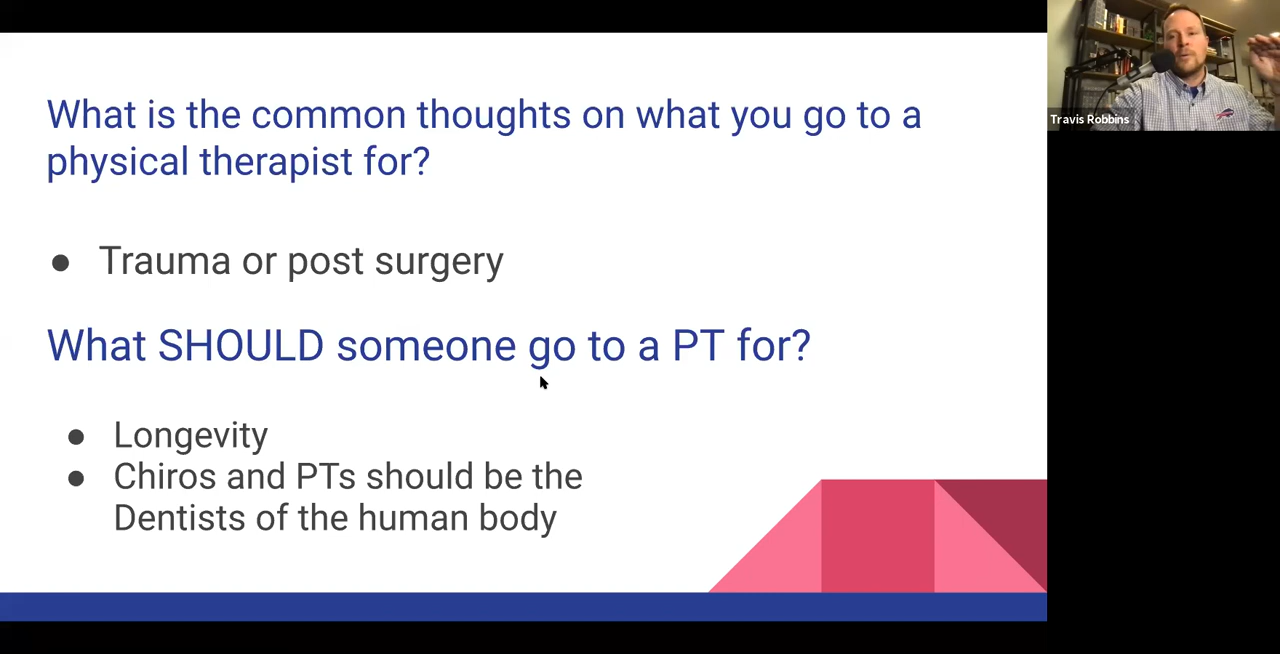 What is the common thoughts on what you go to a
physical therapist for?
● Trauma or post surgery
What SHOULD someone go to a PT for?
● Longevity
● Chiros and PTs should be the
Dentists of the human body
Travis Robbins